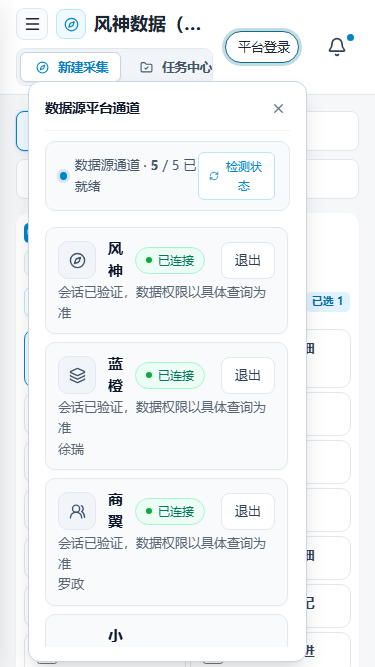 风神数据（...
平台登录
新建采集
任务中心
数据源平台通道
数据源通道 · 5 / 5 已
就绪
检测状
态
已选 1
风
神
已连接
退出
会话已验证，数据权限以具体查询为
准
细
蓝
橙
已连接
退出
会话已验证，数据权限以具体查询为
准
徐瑞
商
翼
已连接
退出
会话已验证，数据权限以具体查询为
准
罗政
细
记
小
进